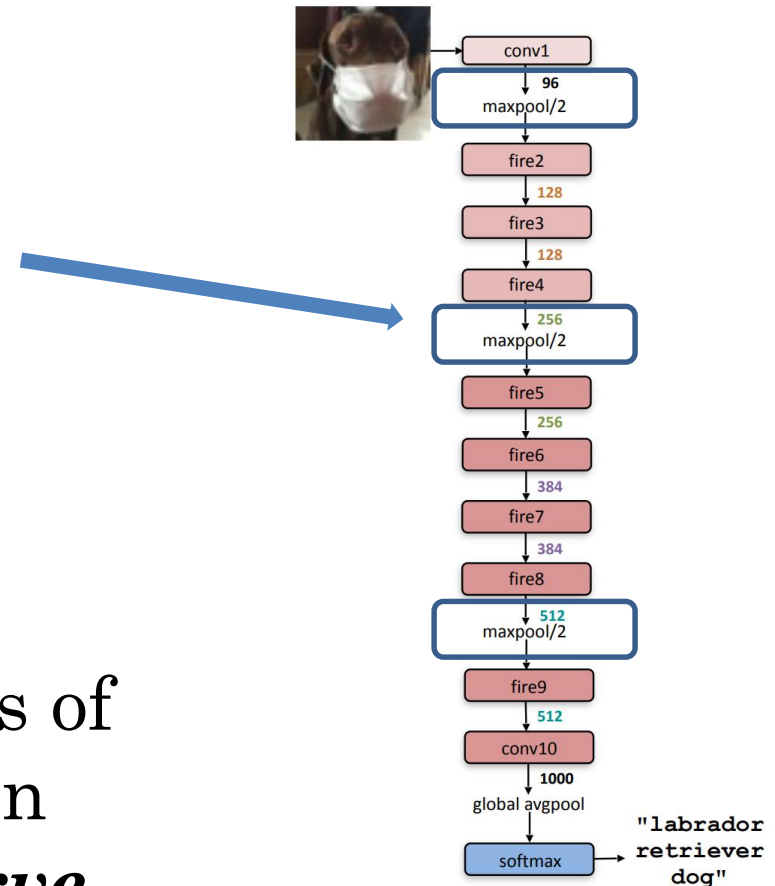 conv1
96
maxpool/2
fire2
128
fire3
128
fire4
256
maxpool/2
fire5
256
fire6
384
fire7
384
fire8
512
maxpool/2
fire9
512
conv10
1000
global avgpool
softmax
"labrador
retriever
dog"
s of
n